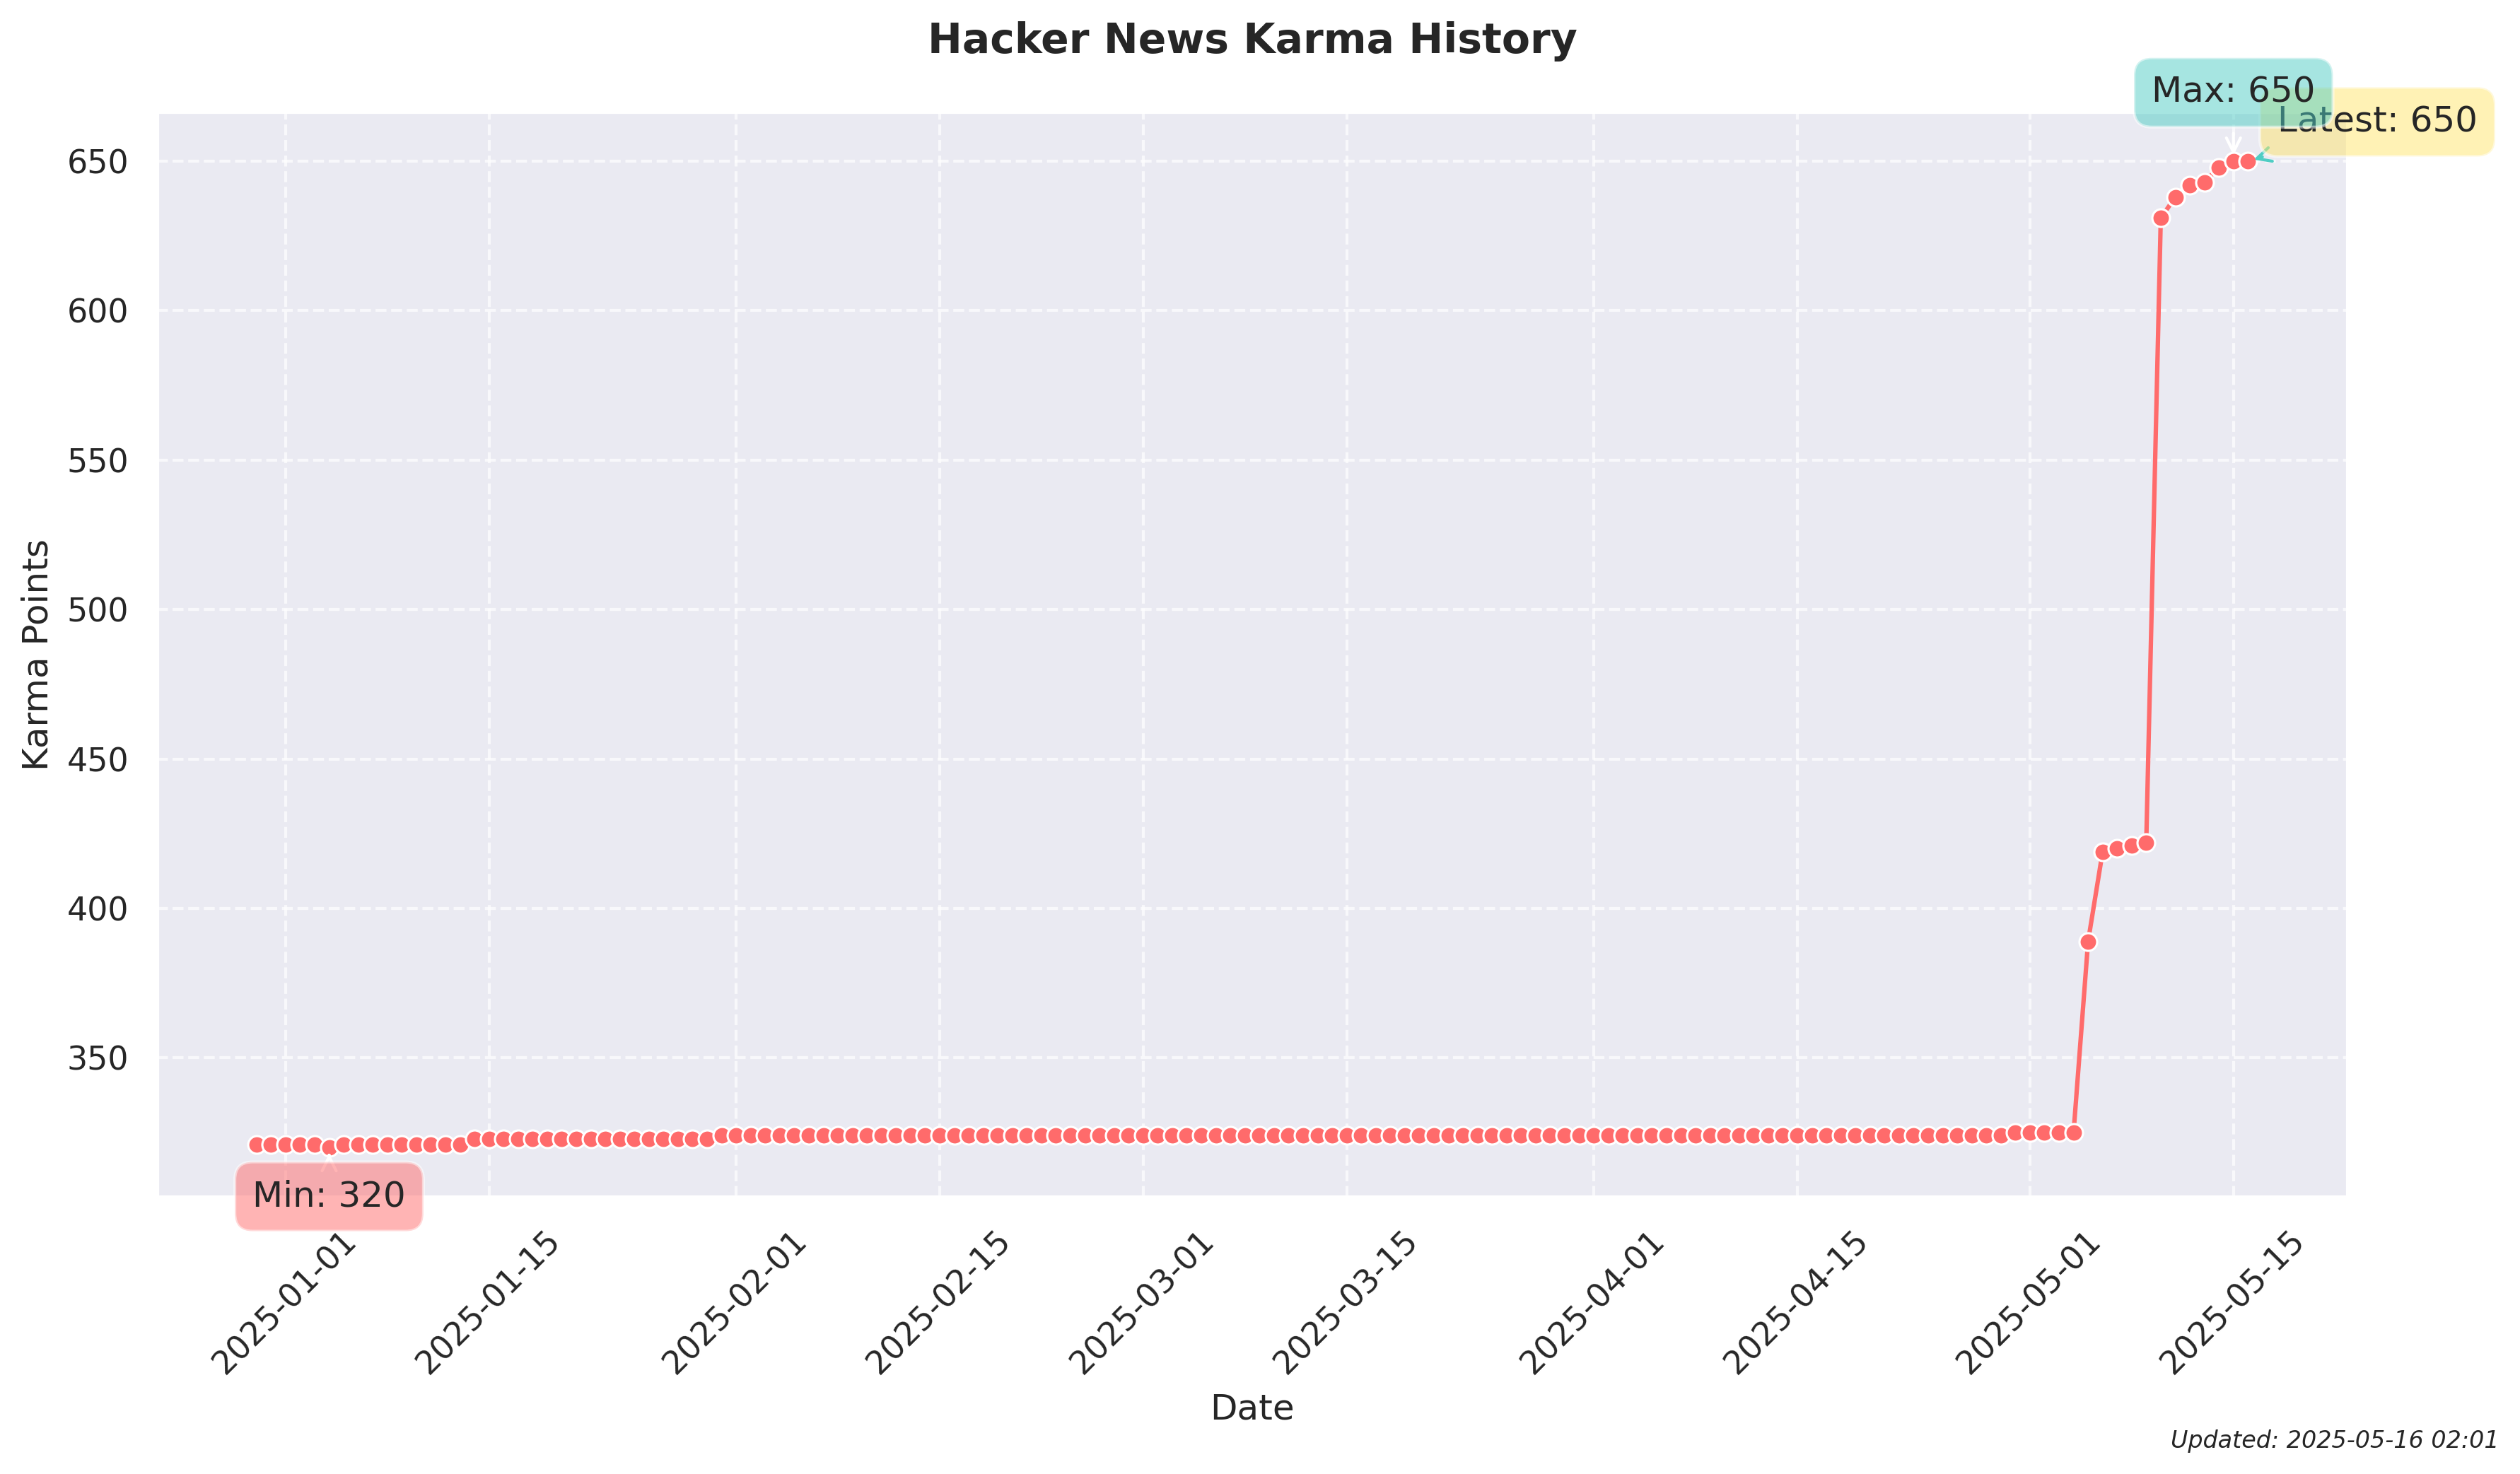 Hacker News Karma History
Max: 650
Latest: 650
650
600
550
500
450
400
350
Karma Points
Min: 320
2025-01-01
2025-01-15
2025-02-01
2025-02-15
2025-03-01
2025-03-15
2025-04-01
2025-04-15
2025-05-01
2025-05-15
Date
Updated: 2025-05-16 02:01